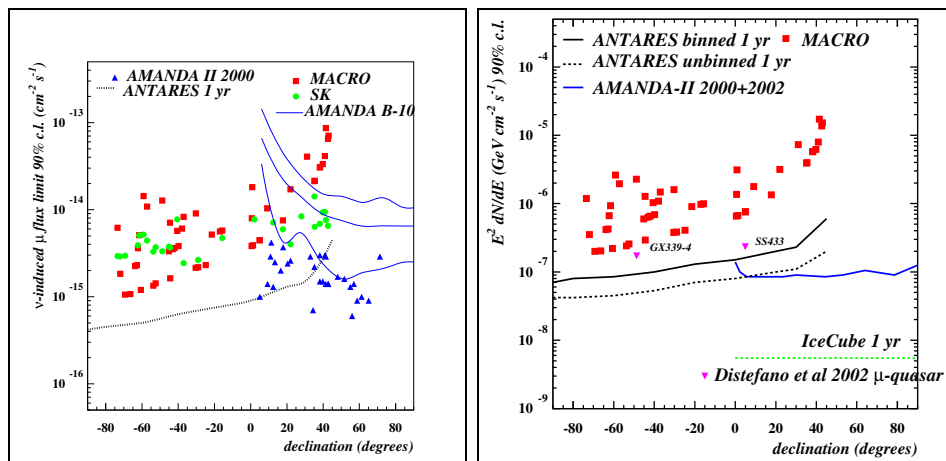 ν-induced μ flux limit 90% c.l. (cm⁻² s⁻¹)
10⁻¹³
10⁻¹⁴
10⁻¹⁵
10⁻¹⁶
AMANDA II 2000
ANTARES 1 yr
MACRO
SK
AMANDA B-10
-80 -60 -40 -20 0 20 40 60 80
declination (degrees)
E² dN/dE (GeV cm⁻² s⁻¹) 90% c.l.
10⁻⁴
10⁻⁵
10⁻⁶
10⁻⁷
10⁻⁸
10⁻⁹
ANTARES binned 1 yr
MACRO
ANTARES unbinned 1 yr
AMANDA-II 2000+2002
GX339-4
SS433
IceCube 1 yr
Distefano et al 2002 μ-quasar
-80 -60 -40 -20 0 20 40 60 80
declination (degrees)